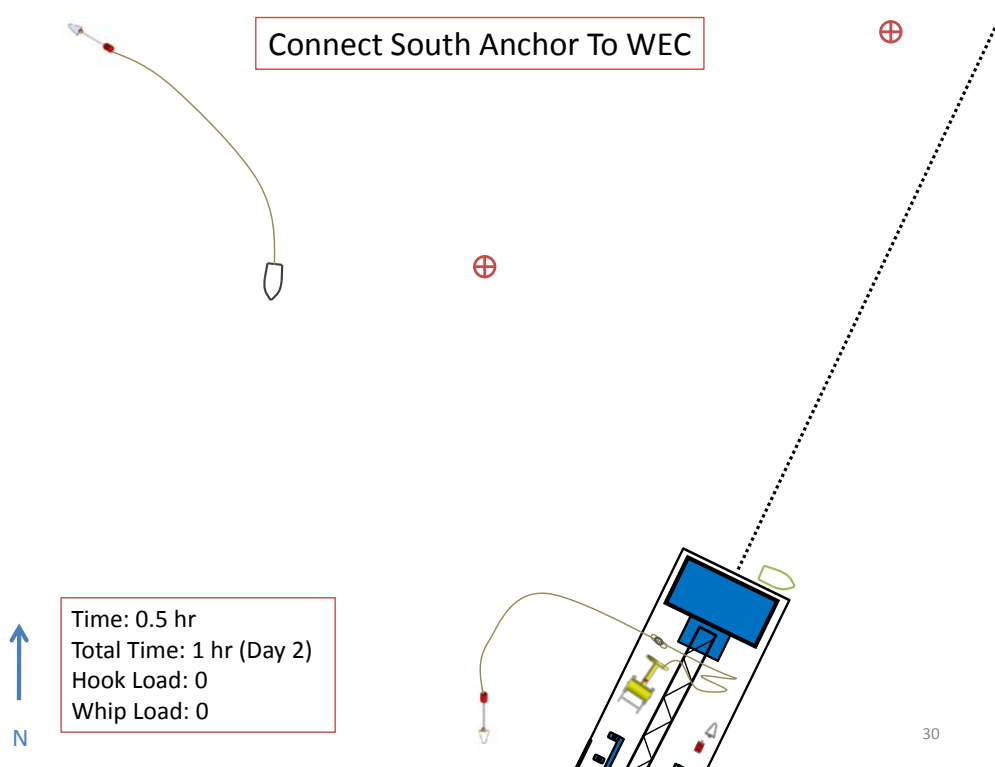 Connect South Anchor To WEC
Time: 0.5 hr
Total Time: 1 hr (Day 2)
Hook Load: 0
Whip Load: 0
N
30